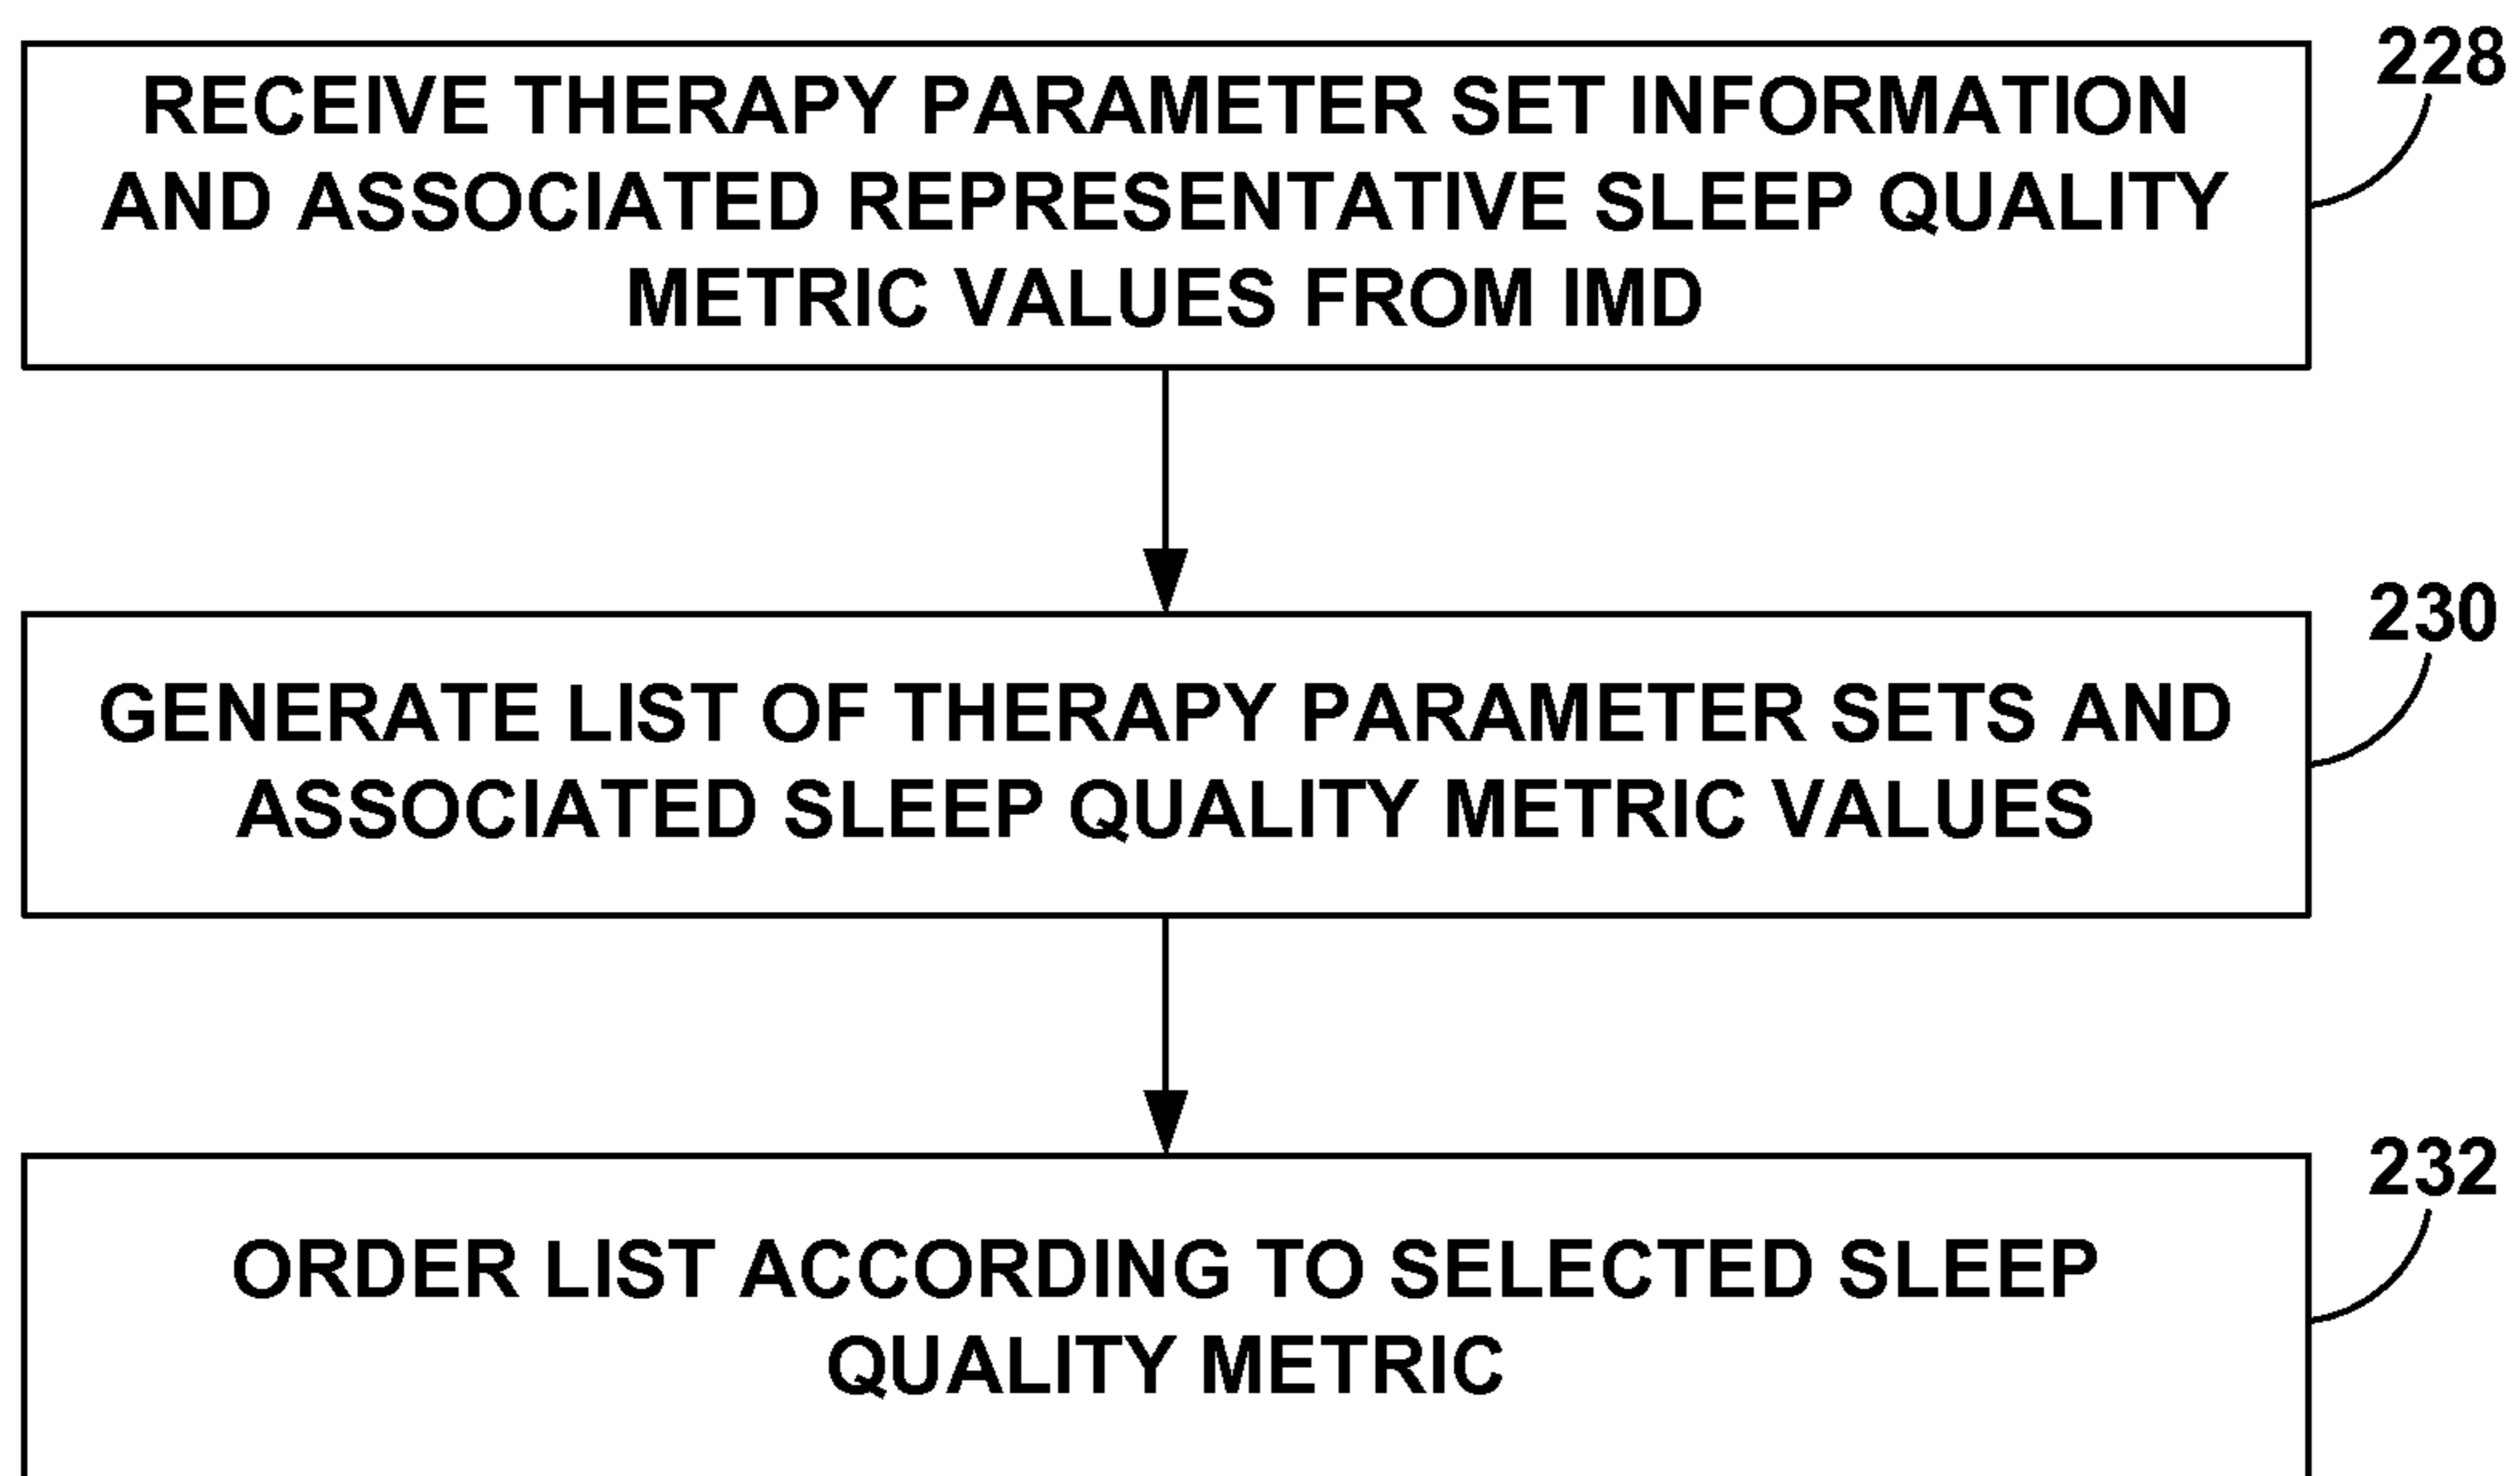 228
RECEIVE THERAPY PARAMETER SET INFORMATION
AND ASSOCIATED REPRESENTATIVE SLEEP QUALITY
METRIC VALUES FROM IMD
230
GENERATE LIST OF THERAPY PARAMETER SETS AND
ASSOCIATED SLEEP QUALITY METRIC VALUES
232
ORDER LIST ACCORDING TO SELECTED SLEEP
QUALITY METRIC